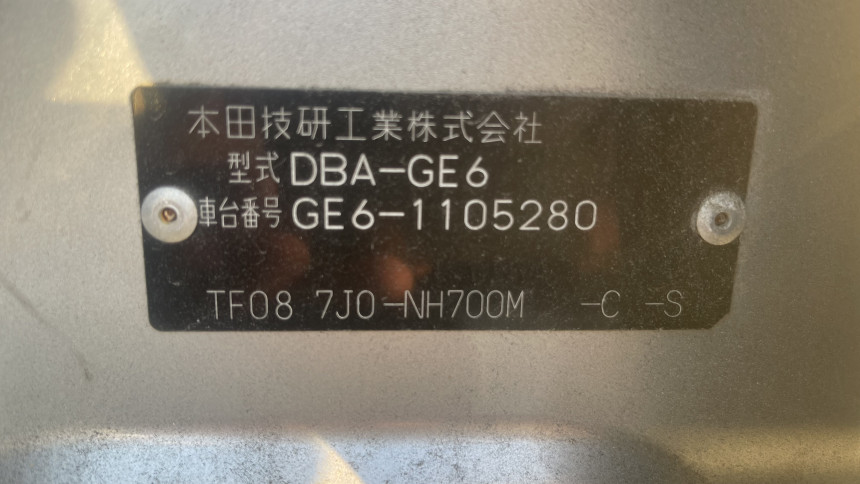 本田技研工業株式会社
型式 DBA-GE6
車台番号 GE6-1105280
TF08 7J0-NH700M -C -S